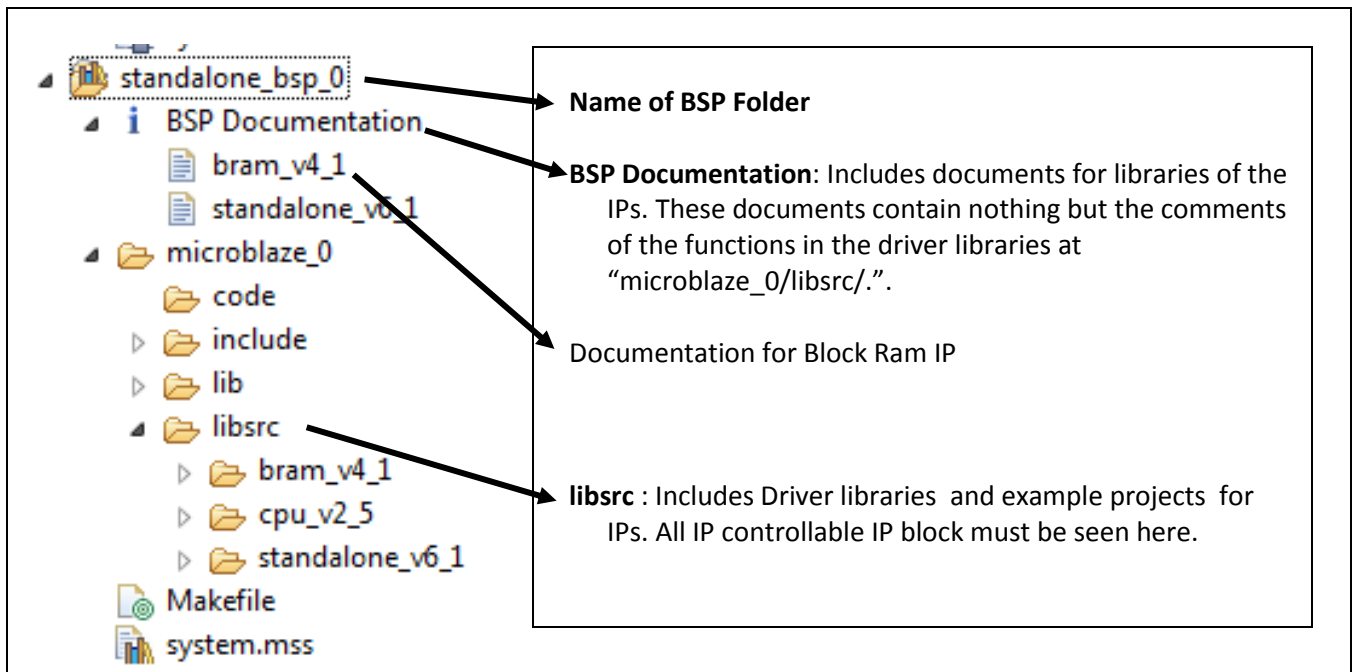 standalone_bsp_0
BSP Documentation
bram_v4_1
standalone_v6_1
microblaze_0
code
include
lib
libsrc
bram_v4_1
cpu_v2_5
standalone_v6_1
Makefile
system.mss
Name of BSP Folder
BSP Documentation: Includes documents for libraries of the
IPs. These documents contain nothing but the comments
of the functions in the driver libraries at
“microblaze_0/libsrc/.”.
Documentation for Block Ram IP
libsrc : Includes Driver libraries and example projects for
IPs. All IP controllable IP block must be seen here.